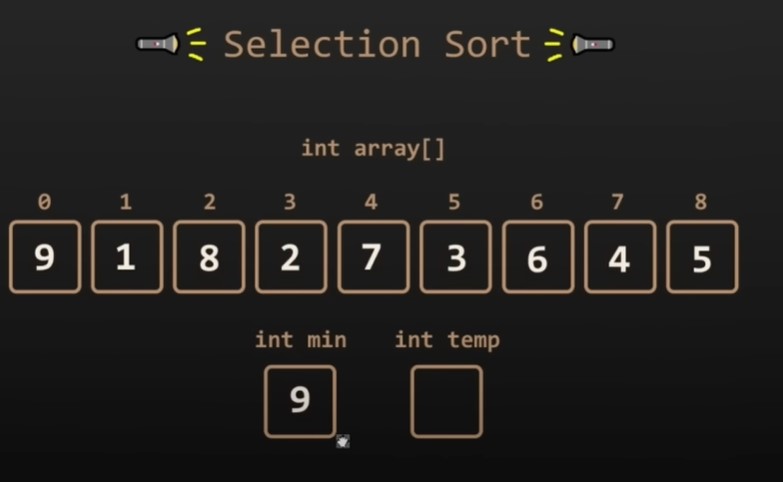 Selection Sort
int array[]
0 1 2 3 4 5 6 7 8
9 1 8 2 7 3 6 4 5
int min int temp
9